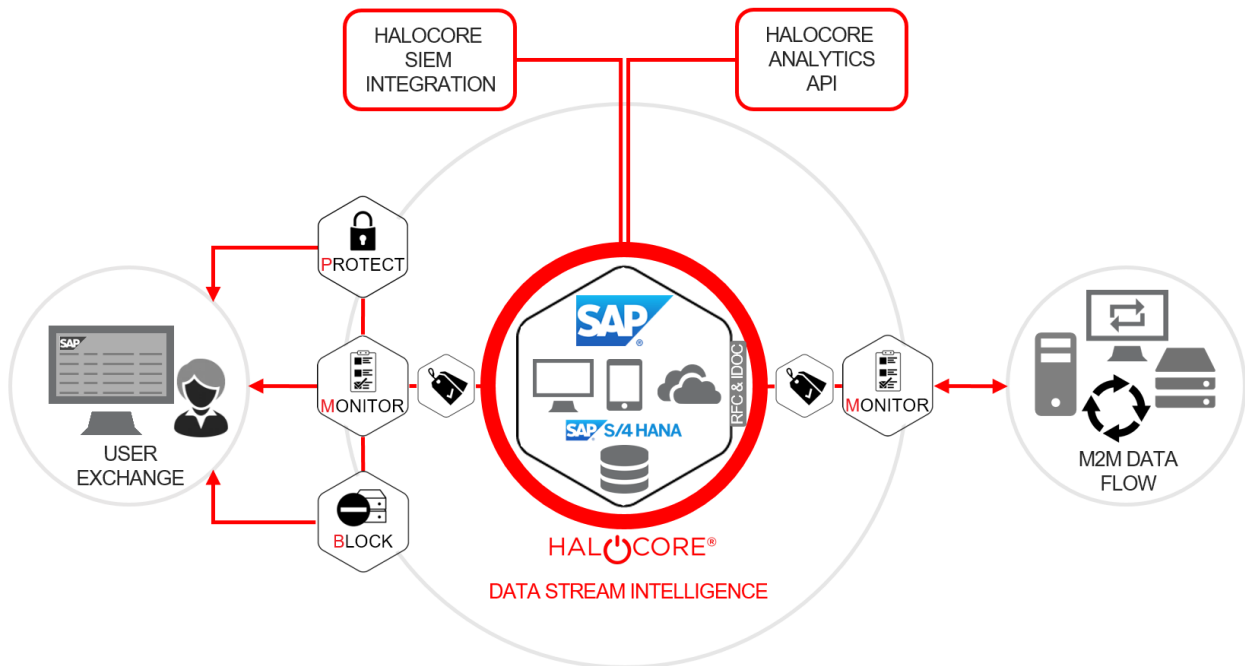 HALOCORE
SIEM
INTEGRATION
HALOCORE
ANALYTICS
API
PROTECT
SAP
USER
EXCHANGE
MONITOR
BLOCK
SAP®
RFC & IDOC
SAP S/4 HANA
HALOCORE®
DATA STREAM INTELLIGENCE
MONITOR
M2M DATA
FLOW